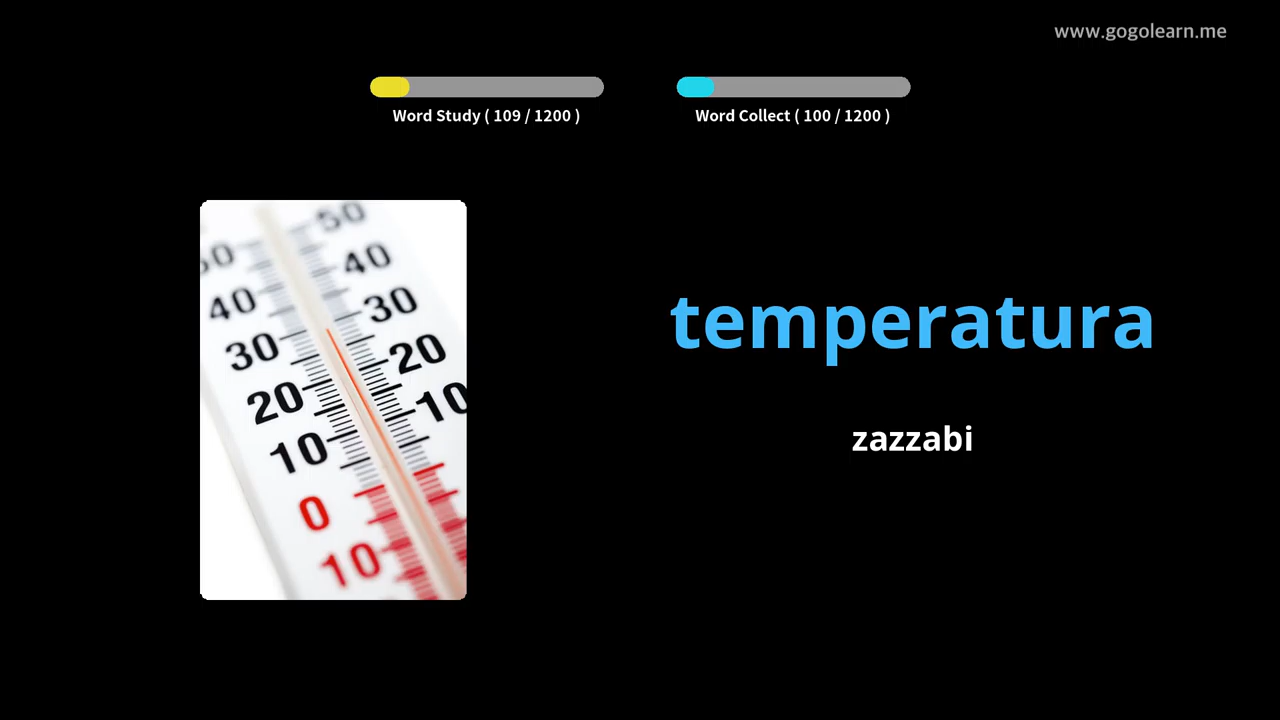 www.gogolearn.me
Word Study ( 109 / 1200 )
Word Collect ( 100 / 1200 )
50
50
40
40
30
30
20
20
10
10
0
10
temperatura
zazzabi